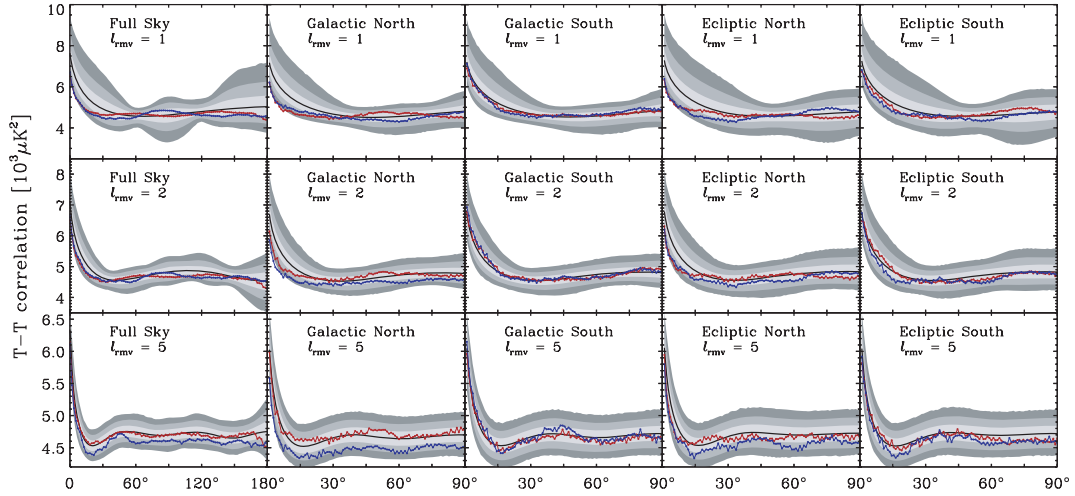 T–T correlation [10³μK²]
10
8
6
4
Full Sky
l_rmv = 1
Galactic North
l_rmv = 1
Galactic South
l_rmv = 1
Ecliptic North
l_rmv = 1
Ecliptic South
l_rmv = 1
8
7
6
5
4
Full Sky
l_rmv = 2
Galactic North
l_rmv = 2
Galactic South
l_rmv = 2
Ecliptic North
l_rmv = 2
Ecliptic South
l_rmv = 2
6.5
6.0
5.5
5.0
4.5
Full Sky
l_rmv = 5
Galactic North
l_rmv = 5
Galactic South
l_rmv = 5
Ecliptic North
l_rmv = 5
Ecliptic South
l_rmv = 5
0 60° 120° 180° 30° 60° 90° 30° 60° 90° 30° 60° 90° 30° 60° 90°